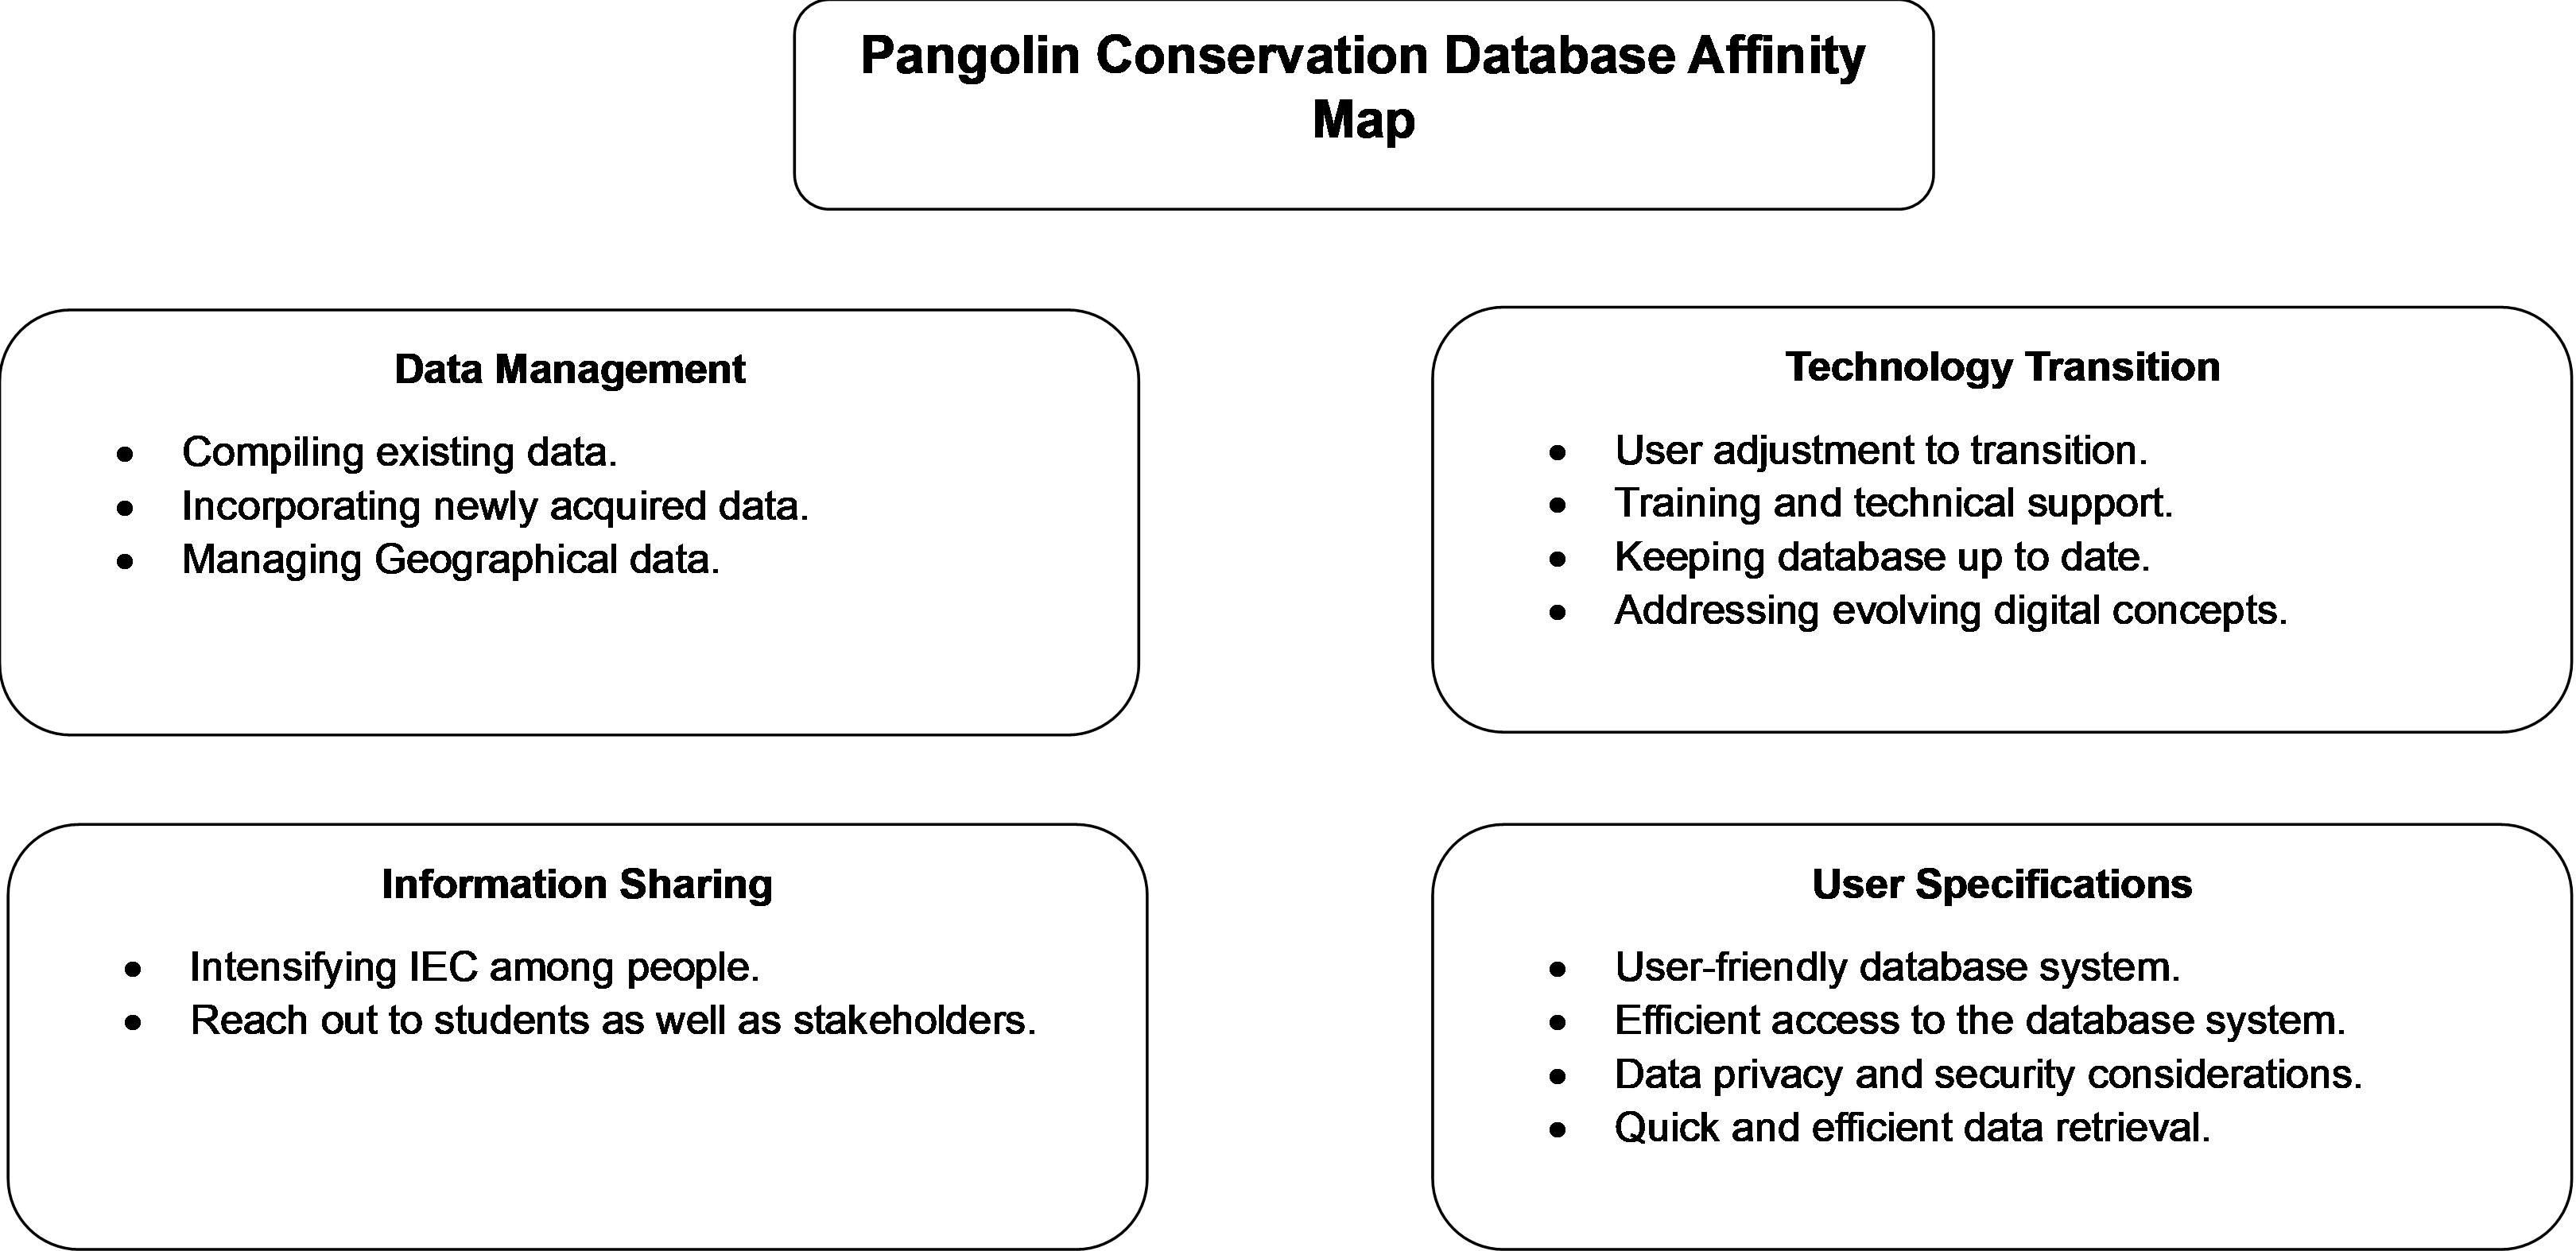 Pangolin Conservation Database Affinity
Map
Data Management
• Compiling existing data.
• Incorporating newly acquired data.
• Managing Geographical data.
Technology Transition
• User adjustment to transition.
• Training and technical support.
• Keeping database up to date.
• Addressing evolving digital concepts.
Information Sharing
• Intensifying IEC among people.
• Reach out to students as well as stakeholders.
User Specifications
• User-friendly database system.
• Efficient access to the database system.
• Data privacy and security considerations.
• Quick and efficient data retrieval.